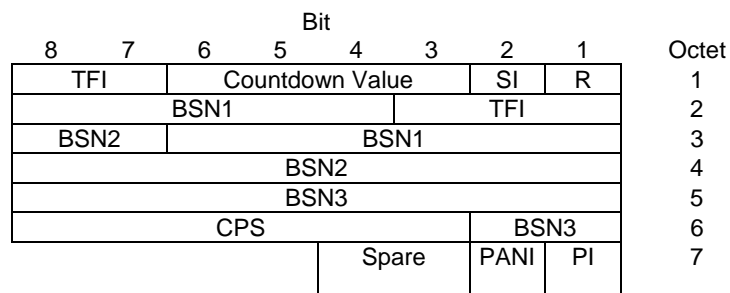 Bit
8 7 6 5 4 3 2 1 Octet
TFI Countdown Value SI R 1
BSN1 TFI 2
BSN2 BSN1 3
BSN2 4
BSN3 5
CPS BSN3 6
Spare PANI PI 7